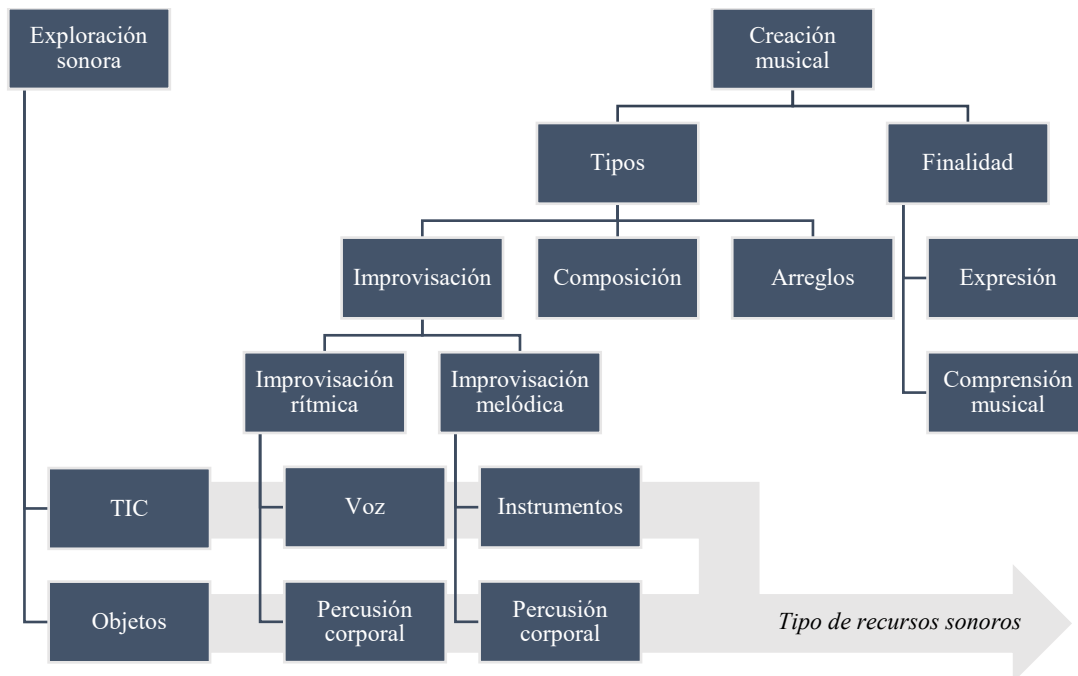 Exploración
sonora
Creación
musical
Tipos
Finalidad
Improvisación
Composición
Arreglos
Expresión
Improvisación
rítmica
Improvisación
melódica
Comprensión
musical
TIC
Voz
Instrumentos
Objetos
Percusión
corporal
Percusión
corporal
Tipo de recursos sonoros